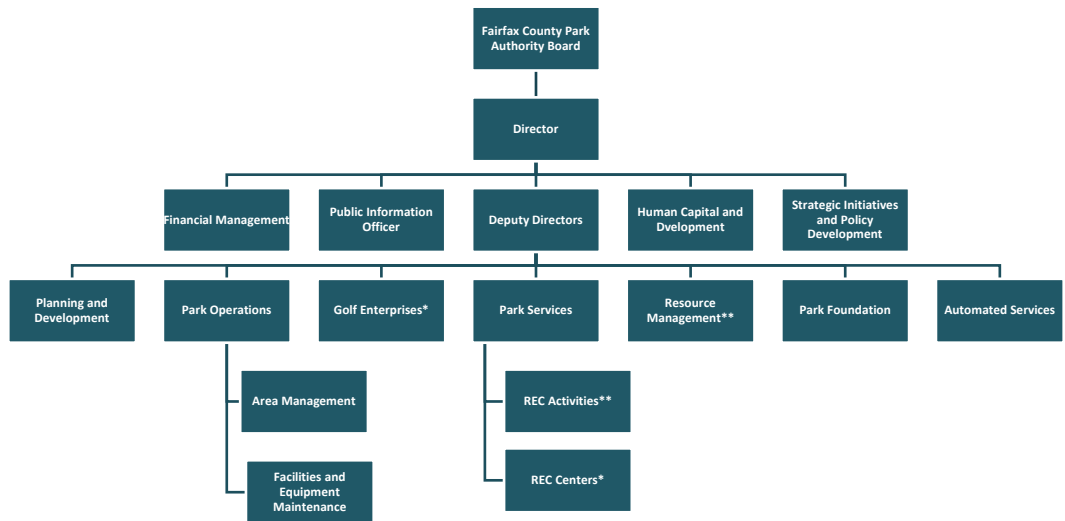 Fairfax County Park
Authority Board
Director
Financial Management
Public Information
Officer
Deputy Directors
Human Capital and
Dvelopment
Strategic Initiatives
and Policy
Development
Planning and
Development
Park Operations
Golf Enterprises*
Park Services
Resource
Management**
Park Foundation
Automated Services
Area Management
REC Activities**
Facilities and
Equipment
Maintenance
REC Centers*